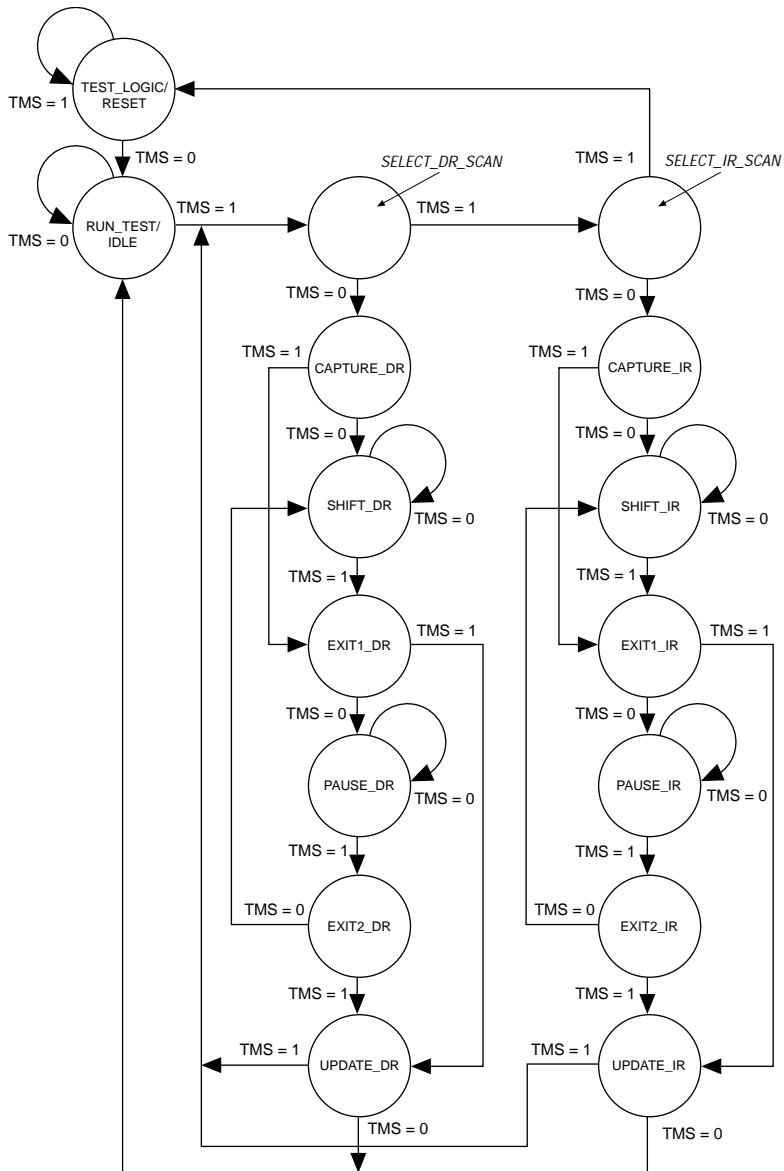 TEST_LOGIC/
RESET
TMS = 1
TMS = 0
SELECT_DR_SCAN
TMS = 1
SELECT_IR_SCAN
RUN_TEST/
IDLE
TMS = 0
TMS = 1
TMS = 1
TMS = 0
TMS = 0
TMS = 1
CAPTURE_DR
TMS = 1
CAPTURE_IR
TMS = 0
TMS = 0
SHIFT_DR
TMS = 0
SHIFT_IR
TMS = 0
TMS = 1
TMS = 1
EXIT1_DR
TMS = 1
EXIT1_IR
TMS = 1
TMS = 0
TMS = 0
PAUSE_DR
TMS = 0
PAUSE_IR
TMS = 0
TMS = 1
TMS = 1
TMS = 0
EXIT2_DR
TMS = 0
EXIT2_IR
TMS = 1
TMS = 1
TMS = 1
UPDATE_DR
TMS = 1
UPDATE_IR
TMS = 0
TMS = 0